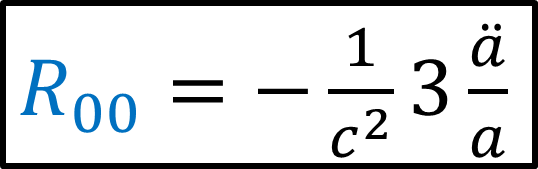 R₀₀ = − 1/c² 3 ä/a